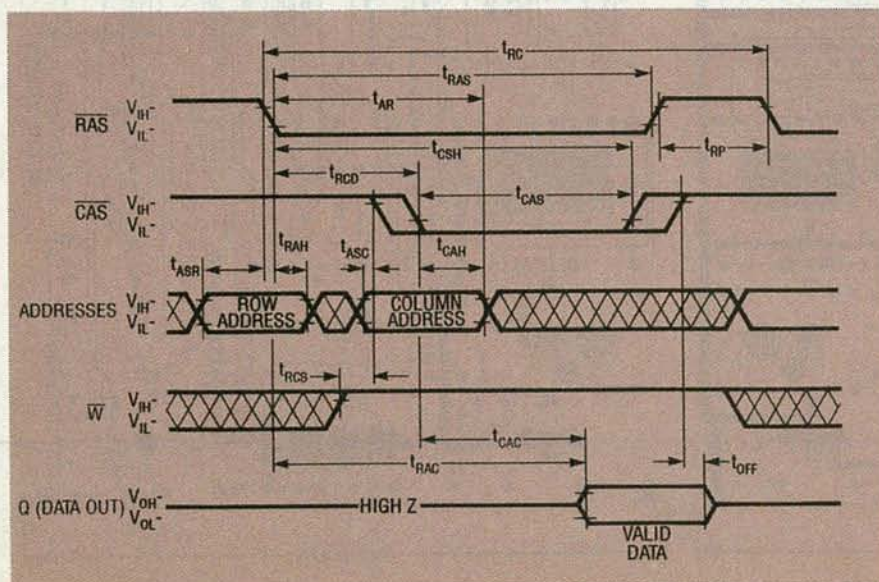 tRC
tRAS
tAR
RAS VIH-
VIL-
tCSH
tRP
tRCD
CAS VIH-
VIL-
tCAS
tASR
tRAH
tASC
tCAH
ADDRESSES VIH-
VIL-
ROW
ADDRESS
COLUMN
ADDRESS
tRCS
W VIH-
VIL-
tCAC
tRAC
tOFF
Q (DATA OUT) VOH-
VOL-
HIGH Z
VALID
DATA